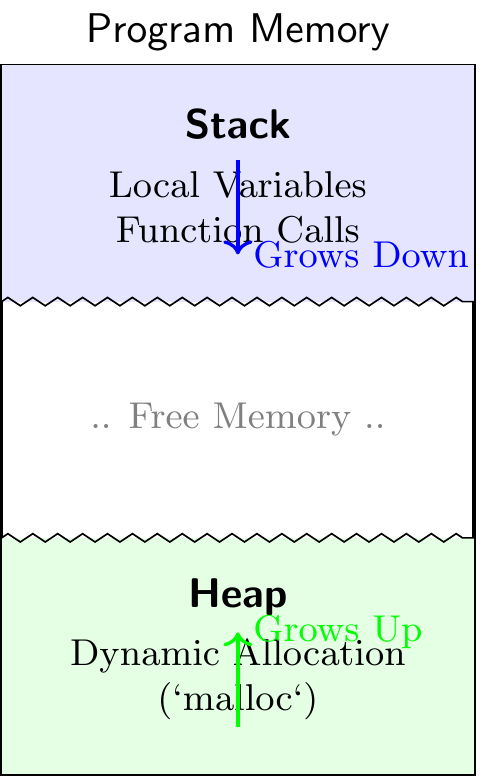 Program Memory
Stack
Local Variables
Function Calls
Grows Down
.. Free Memory ..
Heap
Grows Up
Dynamic Allocation
(‘malloc‘)